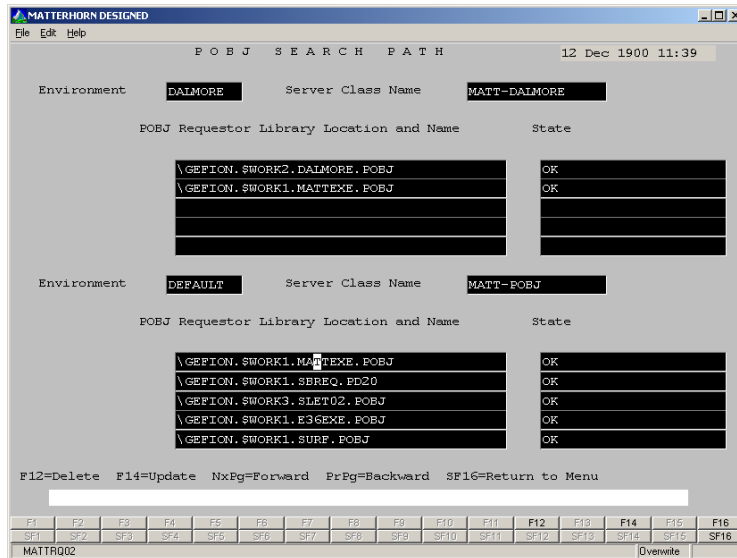 MATTERHORN DESIGNED
File Edit Help
POBJ SEARCH PATH 12 Dec 1900 11:39
Environment DALMORE Server Class Name MATT-DALMORE
POBJ Requestor Library Location and Name State
\GEFION.$WORK2.DALMORE.POBJ OK
\GEFION.$WORK1.MATTEXE.POBJ OK
Environment DEFAULT Server Class Name MATT-POBJ
POBJ Requestor Library Location and Name State
\GEFION.$WORK1.MATTEXE.POBJ OK
\GEFION.$WORK1.SBREQ.PD20 OK
\GEFION.$WORK3.SLET02.POBJ OK
\GEFION.$WORK1.E36EXE.POBJ OK
\GEFION.$WORK1.SURF.POBJ OK
F12=Delete F14=Update NxPg=Forward PrPg=Backward SF16=Return to Menu
F1 F2 F3 F4 F5 F6 F7 F8 F9 F10 F11 F12 F13 F14 F15 F16
SF1 SF2 SF3 SF4 SF5 SF6 SF7 SF8 SF9 SF10 SF11 SF12 SF13 SF14 SF15 SF16
MATTRQ02 Overwrite